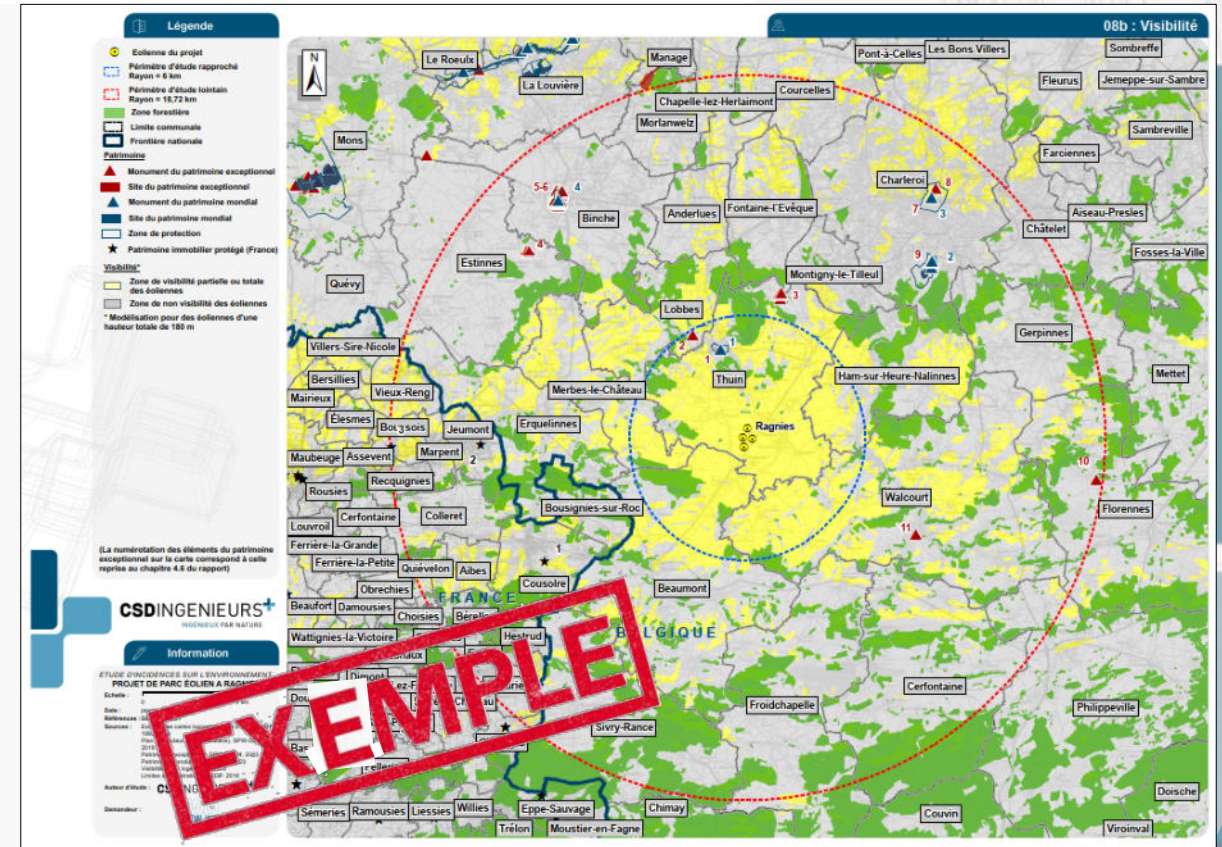 Légende
Eolienne du projet
Périmètre d'étude rapproché
Rayon = 6 km
Périmètre d'étude lointain
Rayon = 18,72 km
Zone forestière
Limite communale
Frontière nationale
Patrimoine
Monument du patrimoine exceptionnel
Site du patrimoine exceptionnel
Monument du patrimoine mondial
Site du patrimoine mondial
Zone de protection
Patrimoine immobilier protégé (France)
Visibilité*
Zone de visibilité partielle ou totale
des éoliennes
Zone de non visibilité des éoliennes
* Modélisation pour des éoliennes d'une
hauteur totale de 180 m
(La numérotation des éléments du patrimoine
exceptionnel sur la carte correspond à celle
reprise au chapitre 4.6 du rapport)
CSDINGENIEURS+
INGÉNIEUX PAR NATURE
Information
ETUDE D'INCIDENCES SUR L'ENVIRONNEMENT
PROJET DE PARC ÉOLIEN A
Echelle :
Date :
Références :
Sources :
Auteur d'étude :
Demandeur :
08b : Visibilité
N
Le Roeulx
La Louvière
Manage
Pont-à-Celles
Les Bons Villers
Sombreffe
Fleurus
Jemeppe-sur-Sambre
Chapelle-lez-Herlaimont
Courcelles
Morlanwelz
Sambreville
Mons
Farciennes
5-6
4
Binche
Charleroi
8
7
3
Anderlues
Fontaine-l'Evêque
Châtelet
Aiseau-Presles
4
Estinnes
9
2
Fosses-la-Ville
Quévy
Montigny-le-Tilleul
3
Lobbes
Gerpinnes
Villers-Sire-Nicole
2
1
1
Thuin
Ham-sur-Heure-Nalinnes
Mettet
Bersillies
Mairieux
Vieux-Reng
Merbes-le-Château
Élesmes
Jeumont
Erquelinnes
Ragnies
Maubeuge
Assevent
Marpent
2
Recquignies
10
Rousies
Bousignies-sur-Roc
Walcourt
Florennes
Louvroil
Cerfontaine
Colleret
11
Ferrière-la-Grande
1
Ferrière-la-Petite
Quiévelon
Aibes
Cousolre
Obrechies
Beaumont
FRANCE
Beaufort
Damousies
Choisies
Wattignies-la-Victoire
Hestrud
BELGIQUE
Dimont
Cerfontaine
Froidchapelle
Philippeville
Sivry-Rance
EXEMPLE
Doische
Sémeries
Ramousies
Liessies
Willies
Eppe-Sauvage
Chimay
Couvin
Trélon
Moustier-en-Fagne
Viroinval